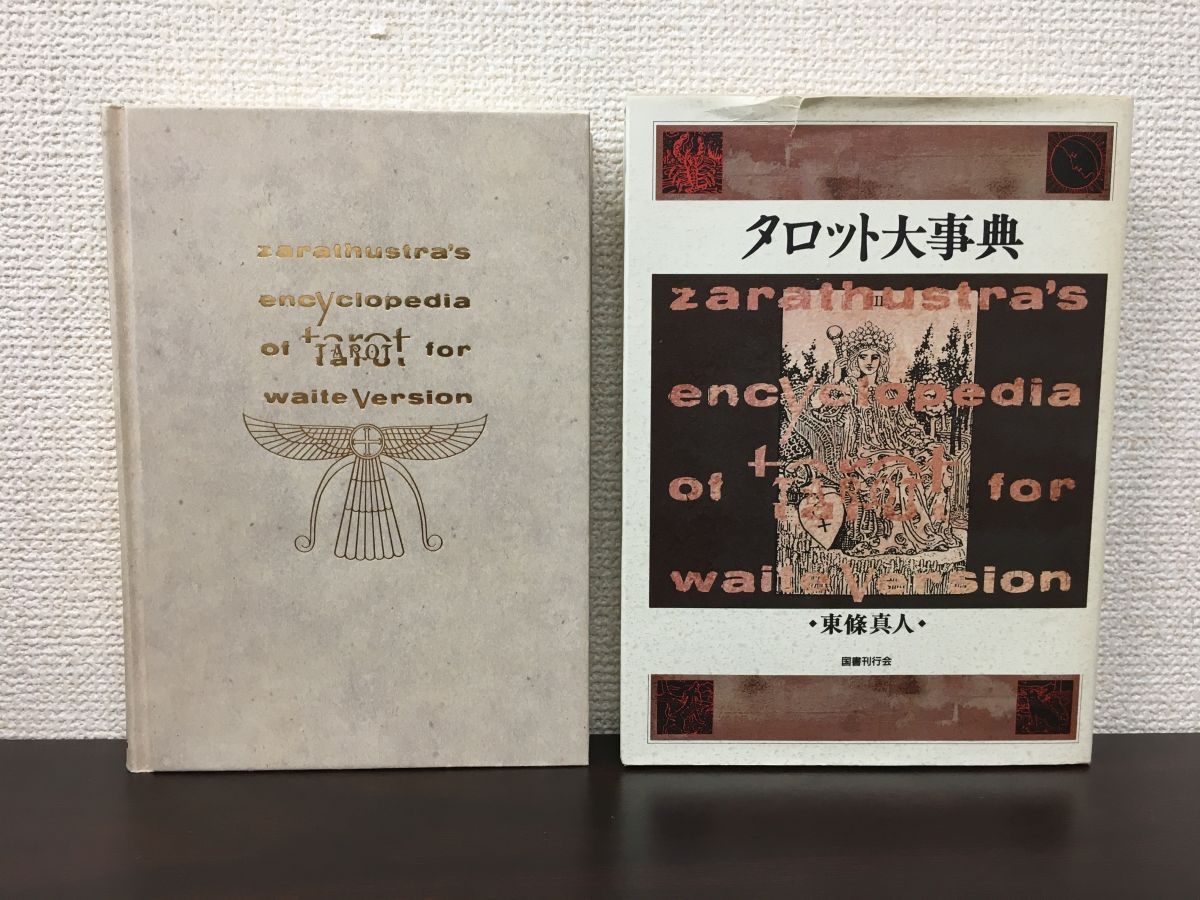 zarathustra's
encyclopedia
of tarot for
waite Version
タロット大事典
II
zarathustra's
encyclopedia
of tarot for
waite Version
◆東條真人◆
国書刊行会